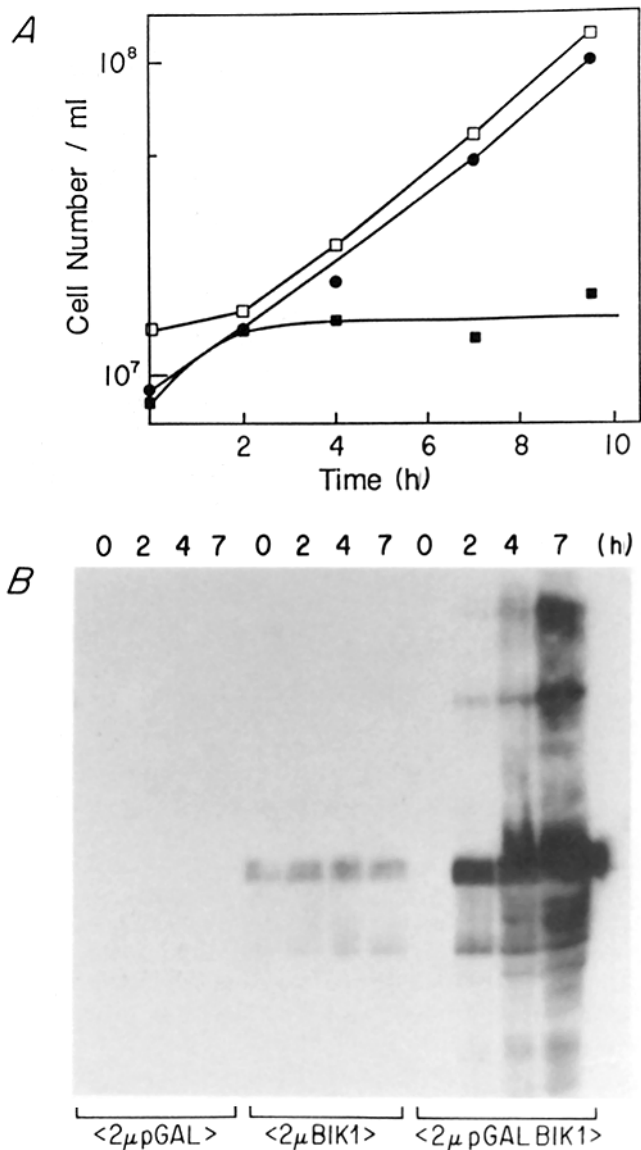 A
10⁸
10⁷
Cell Number / ml
0 2 4 6 8 10
Time (h)
B
0 2 4 7 0 2 4 7 0 2 4 7 (h)
<2μpGAL> <2μBIK1> <2μpGALBIK1>